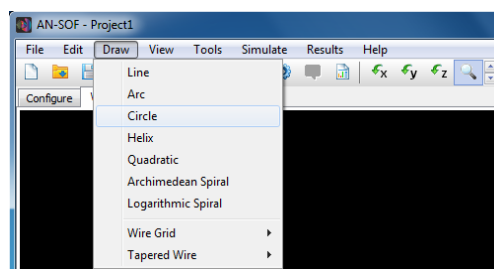 AN-SOF - Project1
File Edit Draw View Tools Simulate Results Help
x y z
Configure
Line
Arc
Circle
Helix
Quadratic
Archimedean Spiral
Logarithmic Spiral
Wire Grid
Tapered Wire